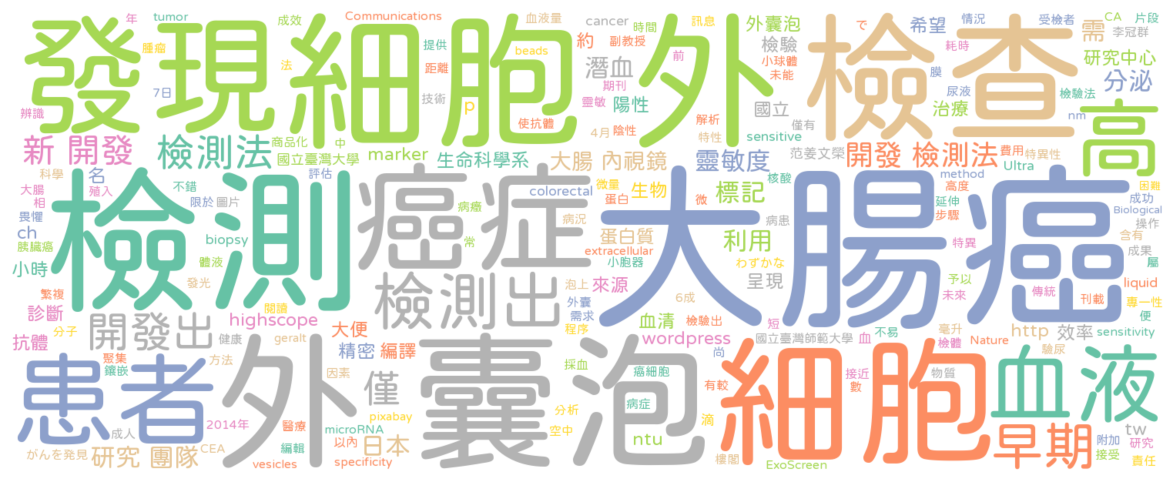 年 tumor 成效 Communications 血液量 cancer 時間 訊息 で 希望 情況 受檢者 CA 片段
腫瘤 提供 beads 約 副教授 前 外囊泡 檢驗 耗時 需 李冠群
發現 細胞 外 檢查
法 距離 小球體 未能 潛血 膜 研究中心
7日 技術 p 期刊 靈敏 陽性 解析 國立 尿液 治療 分泌 檢驗法
辨識 商品化 中 使抗體 4月 陰性 特性 sensitive 僅有 nm 高
新 開發 檢測法 國立臺灣大學 marker 生命科學系 大腸 內視鏡 靈敏度 范姜文榮 開發 檢測法 費用 特異性
科學 評估 Ultra
大腸 名 不錯 colorectal 微量 生物 標記 核酸 method 困難
相 殖入 癌症 延伸 成功
畏懼 限於 圖片 病癌 蛋白 微 病患 高度 步驟 Biological
ch biopsy 常 病況 蛋白質 利用 特異 含有 操作
胰臟癌 檢測 extracellular わずかな 大腸癌 成果
小時 體液 小胞器 呈現 予以 屬
繁複 發光 檢測出 泡上 來源 6成 未來 傳統 liquid
診斷 閱讀 外囊 需求 刊載 專一性
分子 highscope 血清 檢驗出 短 便
抗體 開發出 健康 geralt 大便 程序 wordpress 國立臺灣師範大學 血 不易 http 效率 sensitivity
聚集 方法 精密 編譯 採血 尚 毫升 Nature
鑲嵌 因素 僅 癌細胞 接近 檢體 驗尿
患者 外 囊泡 細胞 血液
病症 有較 數 物質
成人 2014年 醫療 microRNA pixabay 分析 滴 早期 tw
がんを発見 研究 團隊 CEA 編輯 以內 日本 空中 ntu 附加 研究
vesicles specificity 樓閣 ExoScreen 接受 責任